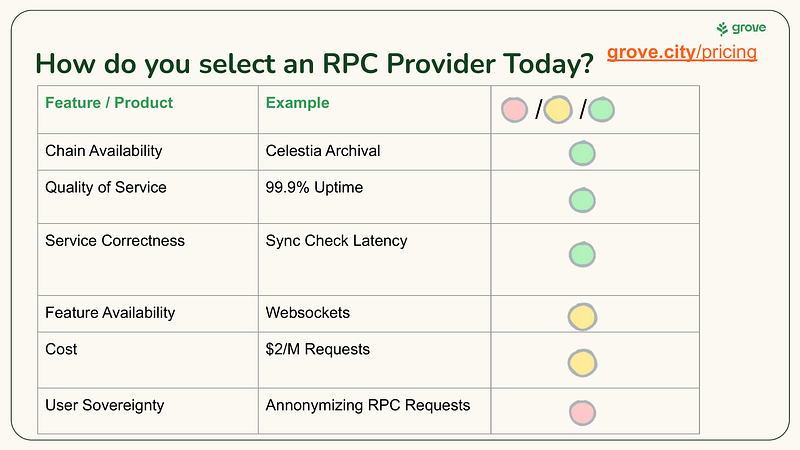 grove
How do you select an RPC Provider Today?
grove.city/pricing
Feature / Product Example / /
Chain Availability Celestia Archival
Quality of Service 99.9% Uptime
Service Correctness Sync Check Latency
Feature Availability Websockets
Cost $2/M Requests
User Sovereignty Annonymizing RPC Requests